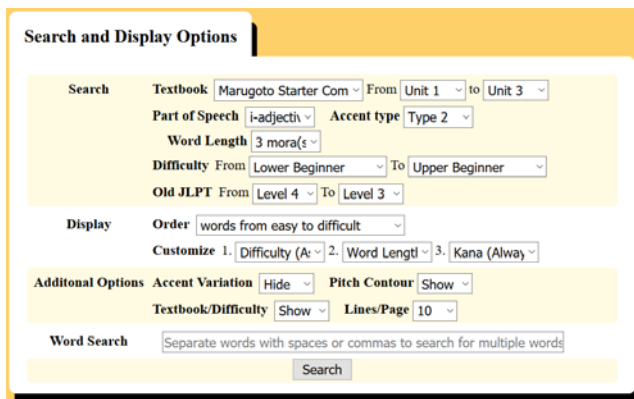 Search and Display Options
Search Textbook Marugoto Starter Com From Unit 1 to Unit 3
Part of Speech i-adjectiv Accent type Type 2
Word Length 3 mora(s
Difficulty From Lower Beginner To Upper Beginner
Old JLPT From Level 4 To Level 3
Display Order words from easy to difficult
Customize 1. Difficulty (As 2. Word Lengtl 3. Kana (Alway
Additonal Options Accent Variation Hide Pitch Contour Show
Textbook/Difficulty Show Lines/Page 10
Word Search Separate words with spaces or commas to search for multiple words
Search